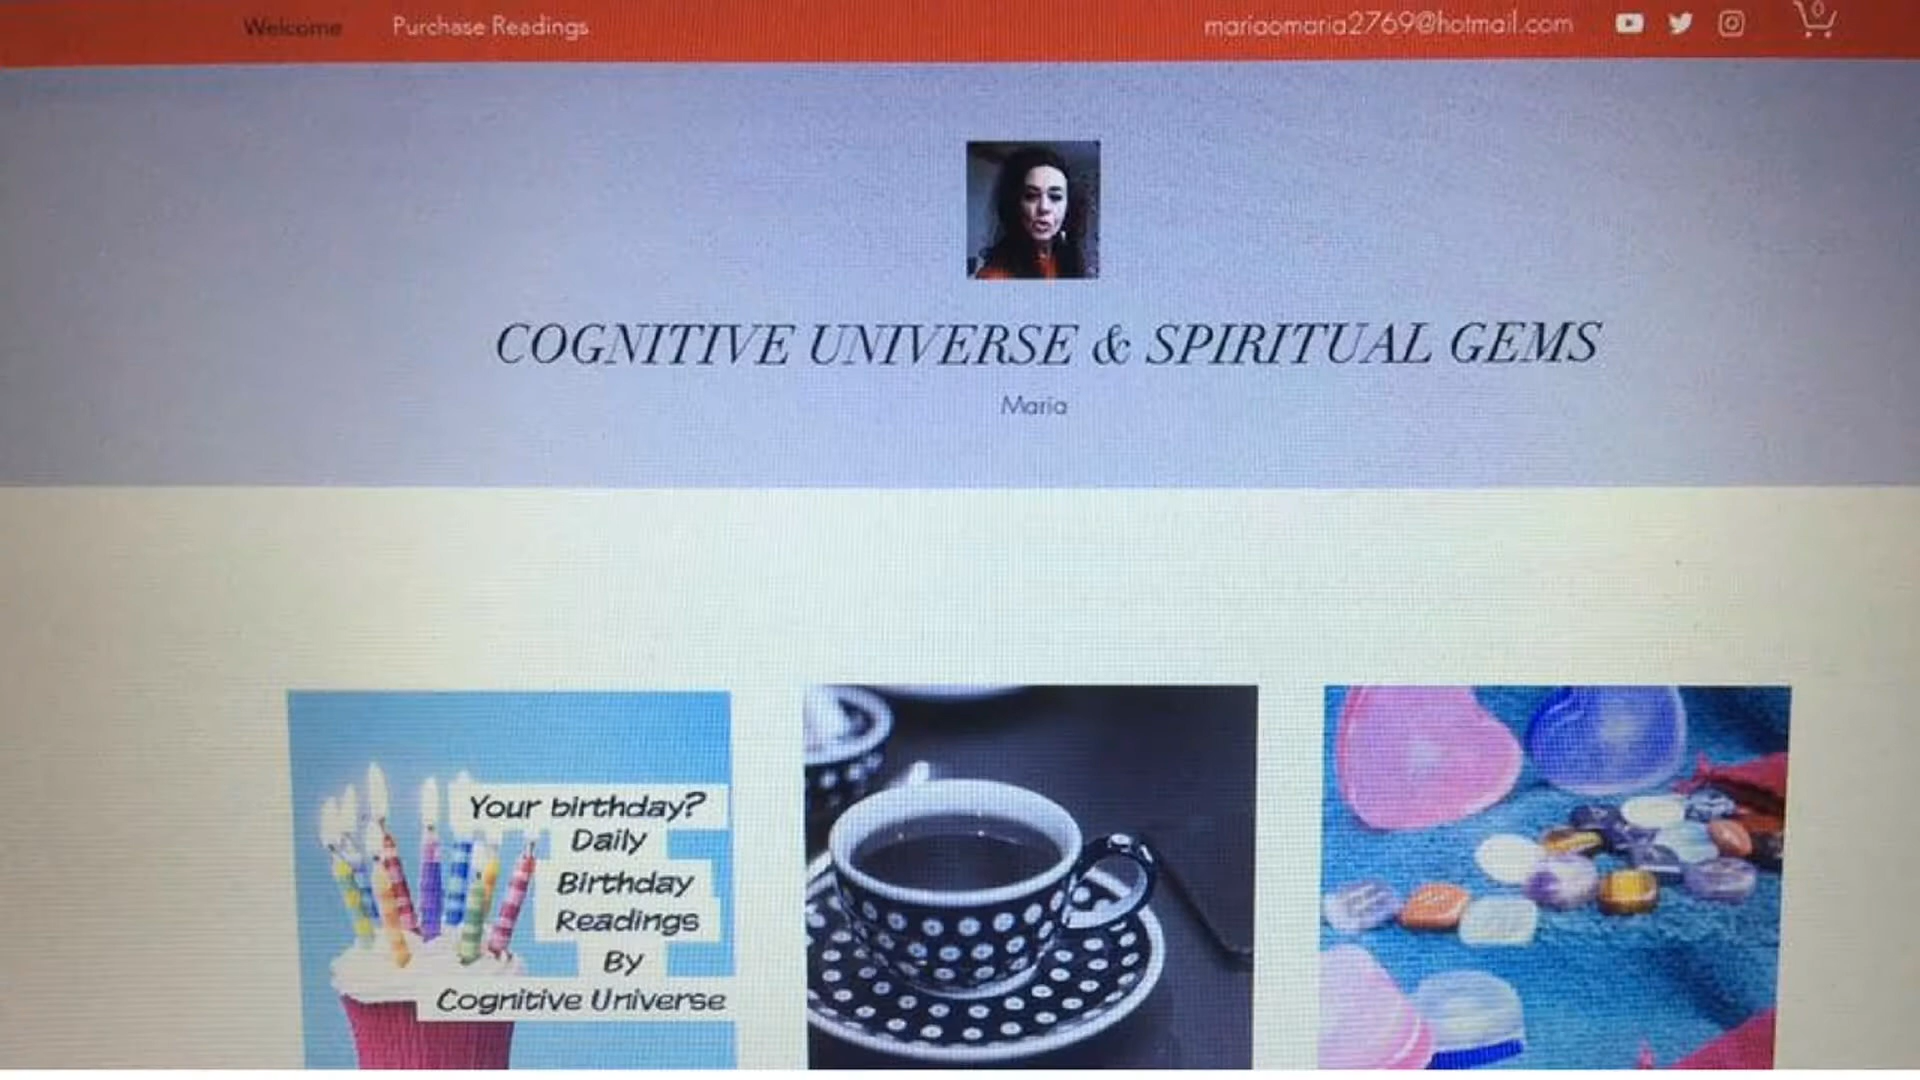 Welcome Purchase Readings mariaomaria2769@hotmail.com 0
COGNITIVE UNIVERSE & SPIRITUAL GEMS
Maria
Your birthday?
Daily
Birthday
Readings
By
Cognitive Universe